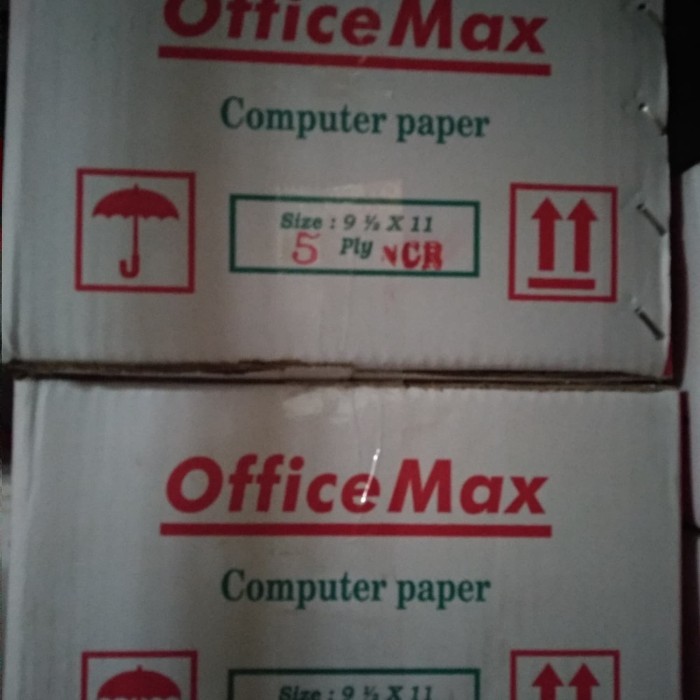 OfficeMax
Computer paper
Size : 9 ½ X 11
5 Ply NCR
OfficeMax
Computer paper
Size : 9 ½ X 11